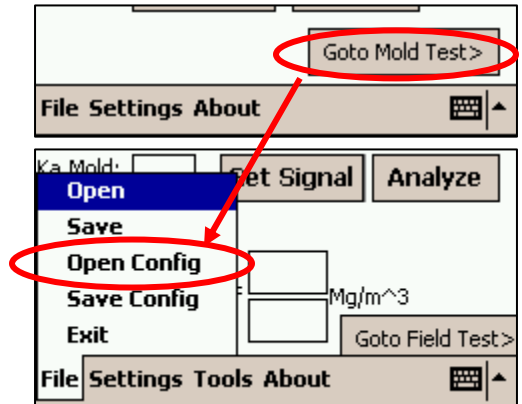 Goto Mold Test>
File Settings About
Ka Mold: Get Signal Analyze
Open
Save
Open Config
Mg/m^3
Save Config
Exit
Goto Field Test>
File Settings Tools About